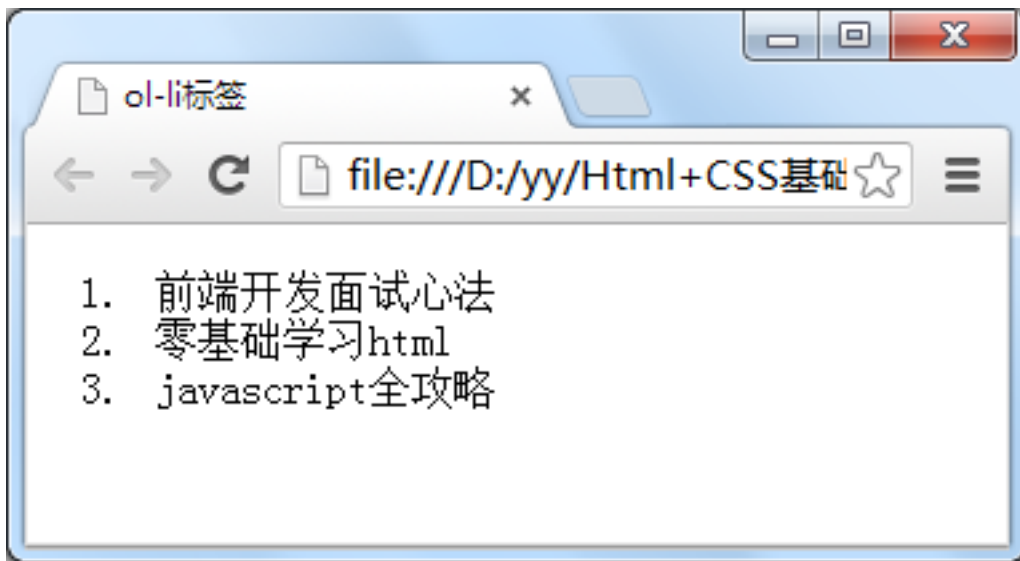 ol-li标签
file:///D:/yy/Html+CSS基础
1. 前端开发面试心法
2. 零基础学习html
3. javascript全攻略